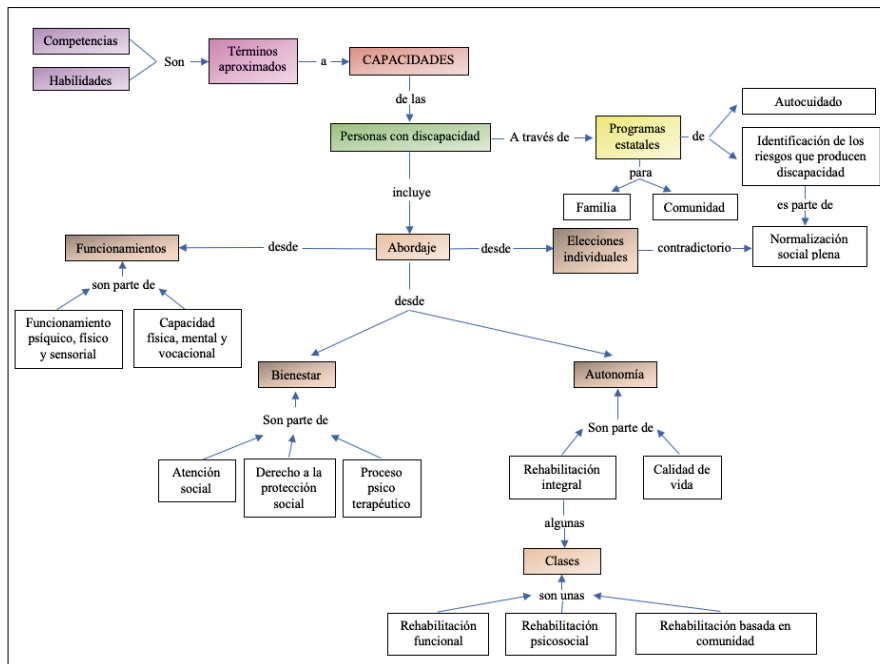 Competencias
Habilidades
Son
Términos
aproximados
a
CAPACIDADES
de las
Personas con discapacidad
A través de
Programas
estatales
de
Autocuidado
Identificación de los
riesgos que producen
discapacidad
para
Familia
Comunidad
es parte de
incluye
Funcionamientos
desde
Abordaje
desde
Elecciones
individuales
contradictorio
Normalización
social plena
son parte de
Funcionamiento
psíquico, físico
y sensorial
Capacidad
física, mental y
vocacional
desde
Bienestar
Autonomía
Son parte de
Son parte de
Atención
social
Derecho a la
protección
social
Proceso
psico
terapéutico
Rehabilitación
integral
Calidad de
vida
algunas
Clases
son unas
Rehabilitación
funcional
Rehabilitación
psicosocial
Rehabilitación basada en
comunidad